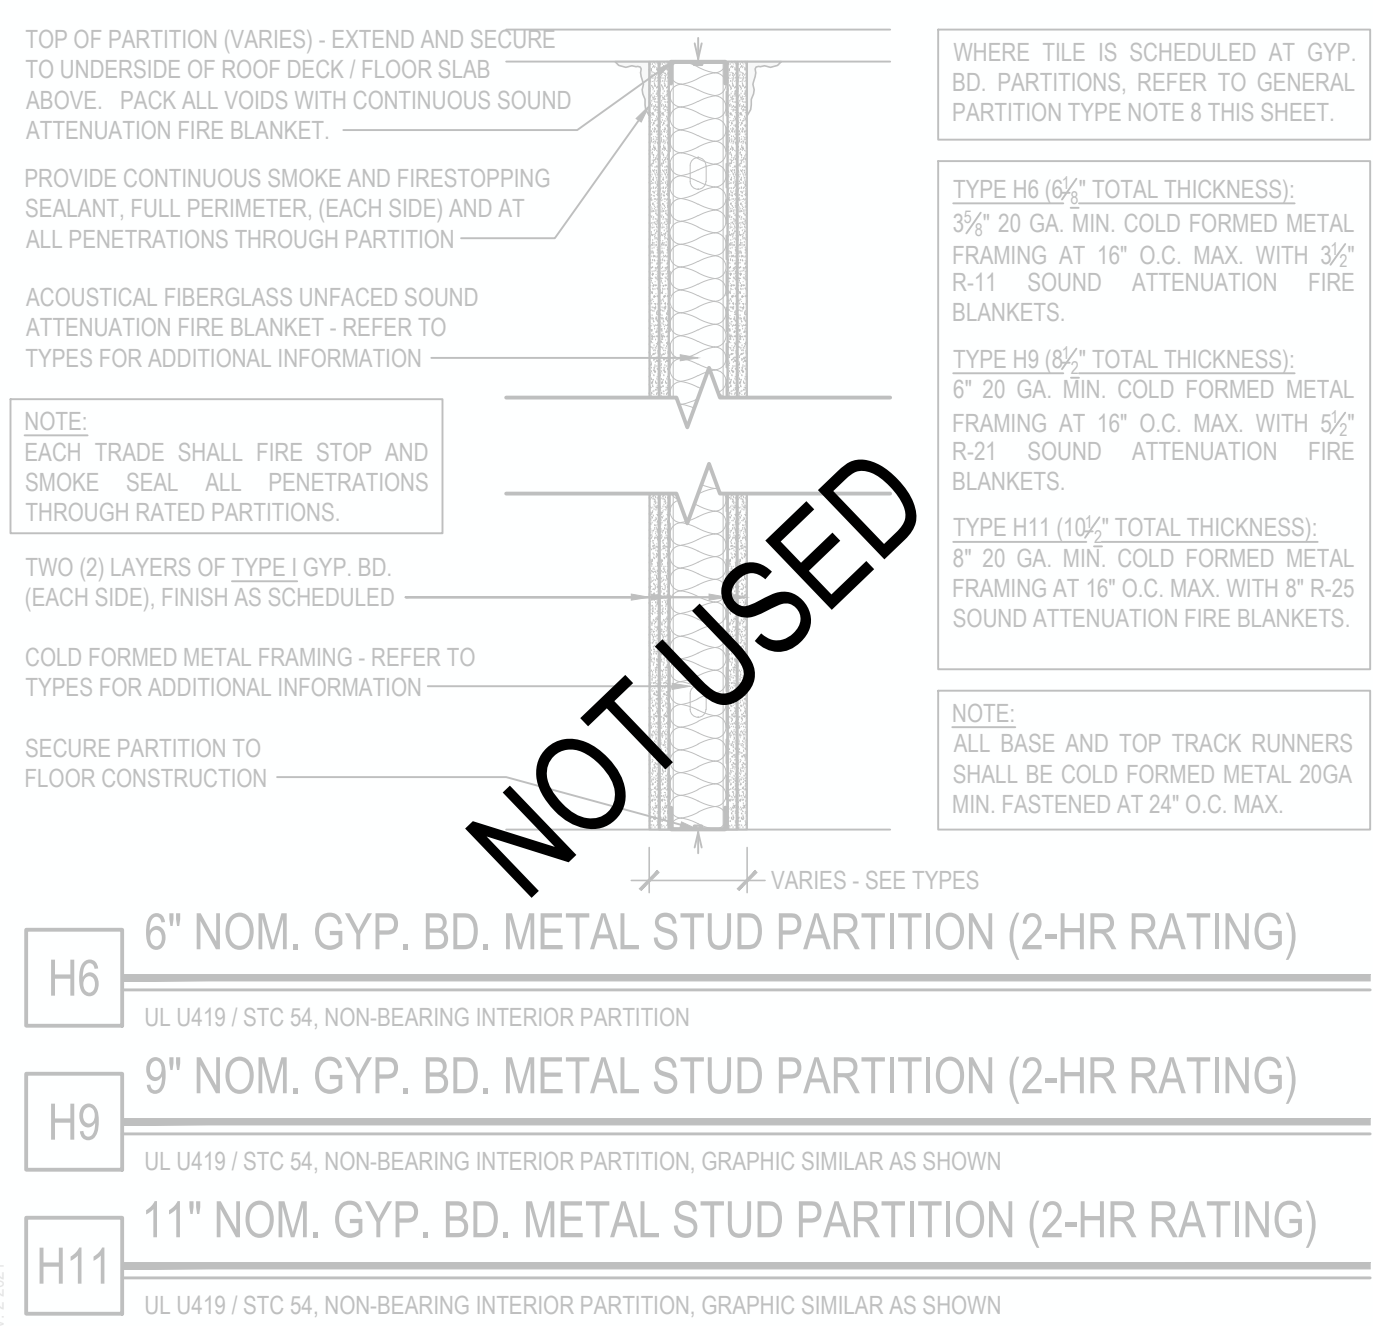 TOP OF PARTITION (VARIES) - EXTEND AND SECURE
TO UNDERSIDE OF ROOF DECK / FLOOR SLAB
ABOVE. PACK ALL VOIDS WITH CONTINUOUS SOUND
ATTENUATION FIRE BLANKET.
PROVIDE CONTINUOUS SMOKE AND FIRESTOPPING
SEALANT, FULL PERIMETER, (EACH SIDE) AND AT
ALL PENETRATIONS THROUGH PARTITION
ACOUSTICAL FIBERGLASS UNFACED SOUND
ATTENUATION FIRE BLANKET - REFER TO
TYPES FOR ADDITIONAL INFORMATION
NOTE:
EACH TRADE SHALL FIRE STOP AND
SMOKE SEAL ALL PENETRATIONS
THROUGH RATED PARTITIONS.
TWO (2) LAYERS OF TYPE I GYP. BD.
(EACH SIDE), FINISH AS SCHEDULED
COLD FORMED METAL FRAMING - REFER TO
TYPES FOR ADDITIONAL INFORMATION
SECURE PARTITION TO
FLOOR CONSTRUCTION
WHERE TILE IS SCHEDULED AT GYP.
BD. PARTITIONS, REFER TO GENERAL
PARTITION TYPE NOTE 8 THIS SHEET.
TYPE H6 (6 1/8" TOTAL THICKNESS):
3 5/8" 20 GA. MIN. COLD FORMED METAL
FRAMING AT 16" O.C. MAX. WITH 3 1/2"
R-11 SOUND ATTENUATION FIRE
BLANKETS.
TYPE H9 (8 1/2" TOTAL THICKNESS):
6" 20 GA. MIN. COLD FORMED METAL
FRAMING AT 16" O.C. MAX. WITH 5 1/2"
R-21 SOUND ATTENUATION FIRE
BLANKETS.
TYPE H11 (10 1/2" TOTAL THICKNESS):
8" 20 GA. MIN. COLD FORMED METAL
FRAMING AT 16" O.C. MAX. WITH 8" R-25
SOUND ATTENUATION FIRE BLANKETS.
NOTE:
ALL BASE AND TOP TRACK RUNNERS
SHALL BE COLD FORMED METAL 20GA
MIN. FASTENED AT 24" O.C. MAX.
NOT USED
VARIES - SEE TYPES
H6
6" NOM. GYP. BD. METAL STUD PARTITION (2-HR RATING)
UL U419 / STC 54, NON-BEARING INTERIOR PARTITION
H9
9" NOM. GYP. BD. METAL STUD PARTITION (2-HR RATING)
UL U419 / STC 54, NON-BEARING INTERIOR PARTITION, GRAPHIC SIMILAR AS SHOWN
H11
11" NOM. GYP. BD. METAL STUD PARTITION (2-HR RATING)
UL U419 / STC 54, NON-BEARING INTERIOR PARTITION, GRAPHIC SIMILAR AS SHOWN